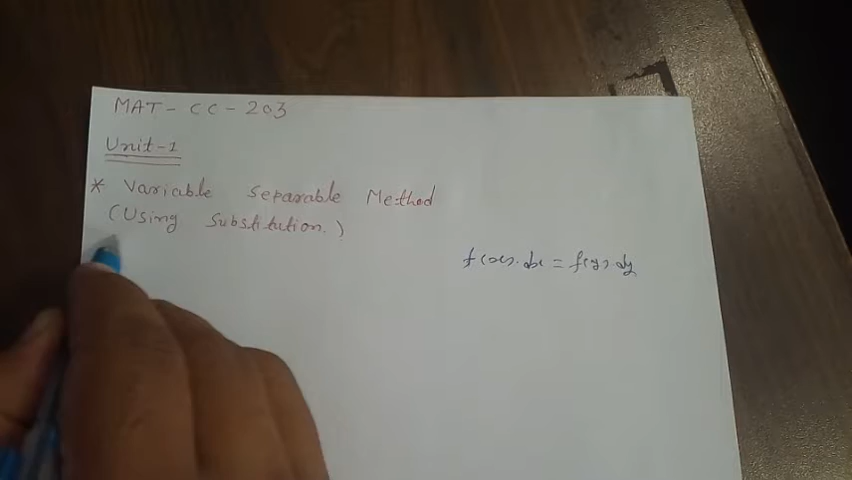 MAT - CC - 203
Unit-1
* Variable Separable Method
(Using Substitution.)
f(x).dx = f(y).dy